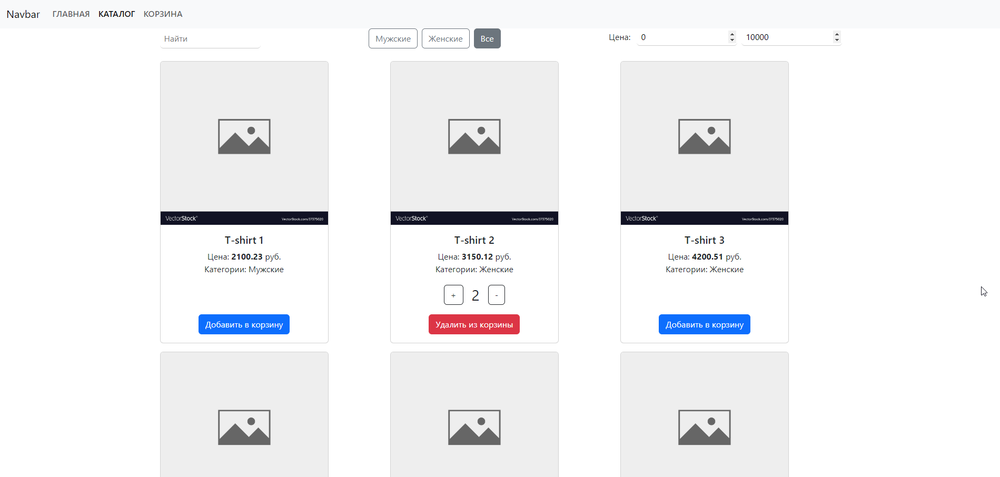 Navbar ГЛАВНАЯ КАТАЛОГ КОРЗИНА
Найти Мужские Женские Все Цена: 0 10000
VectorStock® VectorStock.com/37375020 VectorStock® VectorStock.com/37375020 VectorStock® VectorStock.com/37375020
T-shirt 1 T-shirt 2 T-shirt 3
Цена: 2100.23 руб. Цена: 3150.12 руб. Цена: 4200.51 руб.
Категории: Мужские Категории: Женские Категории: Женские
+ 2 -
Добавить в корзину Удалить из корзины Добавить в корзину